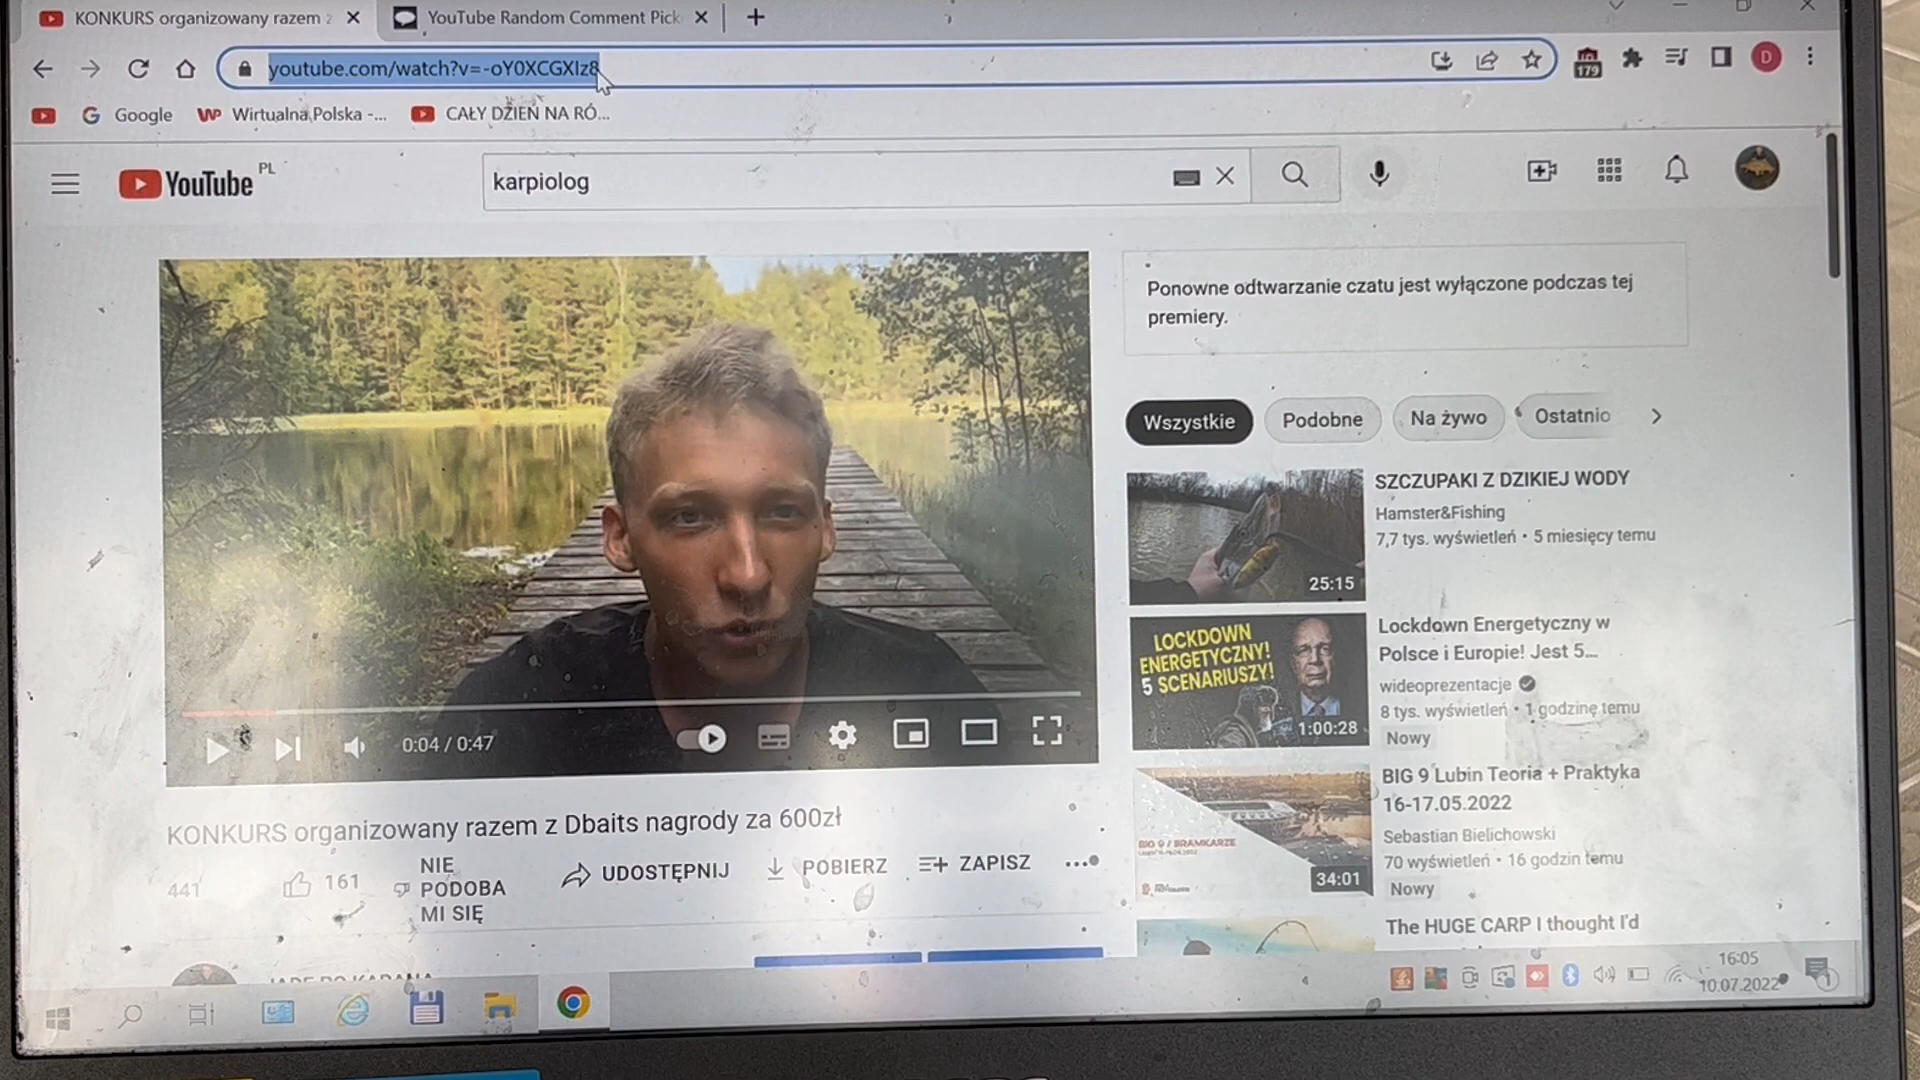 KONKURS organizowany razem z
YouTube Random Comment Pick
youtube.com/watch?v=-oY0XCGXIz8
179
D
Google
Wirtualna Polska -...
CAŁY DZIEŃ NA RÓ...
YouTube PL
karpiolog
Ponowne odtwarzanie czatu jest wyłączone podczas tej
premiery.
Wszystkie
Podobne
Na żywo
Ostatnio
SZCZUPAKI Z DZIKIEJ WODY
Hamster&Fishing
7,7 tys. wyświetleń • 5 miesięcy temu
25:15
LOCKDOWN
ENERGETYCZNY!
5 SCENARIUSZY!
1:00:28
Lockdown Energetyczny w
Polsce i Europie! Jest 5...
wideoprezentacje
8 tys. wyświetleń • 1 godzinę temu
Nowy
BIG 9 / BRAMKARZE
34:01
BIG 9 Lubin Teoria + Praktyka
16-17.05.2022
Sebastian Bielichowski
70 wyświetleń • 16 godzin temu
Nowy
The HUGE CARP I thought I'd
0:04 / 0:47
KONKURS organizowany razem z Dbaits nagrody za 600zł
441
161
NIE
PODOBA
MI SIĘ
UDOSTĘPNIJ
POBIERZ
ZAPISZ
16:05
10.07.2022
1